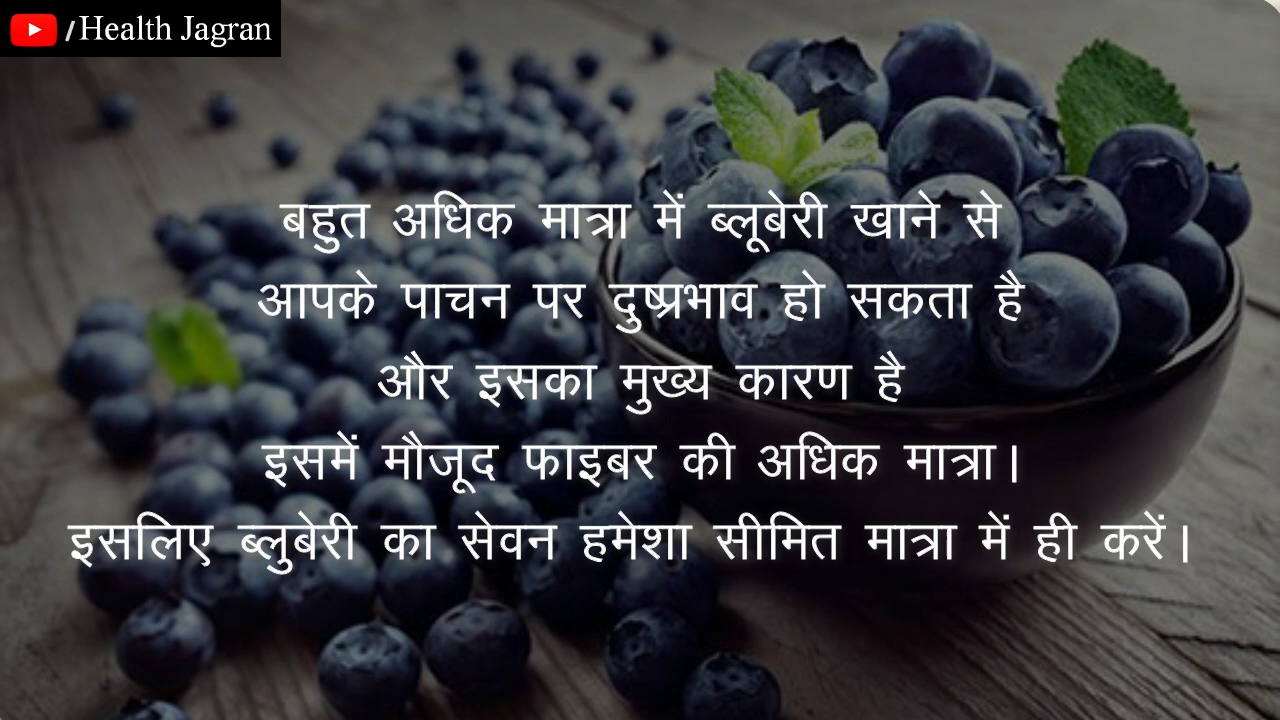 /Health Jagran
बहुत अधिक मात्रा में ब्लूबेरी खाने से
आपके पाचन पर दुष्प्रभाव हो सकता है
और इसका मुख्य कारण है
इसमें मौजूद फाइबर की अधिक मात्रा।
इसलिए ब्लुबेरी का सेवन हमेशा सीमित मात्रा में ही करें।